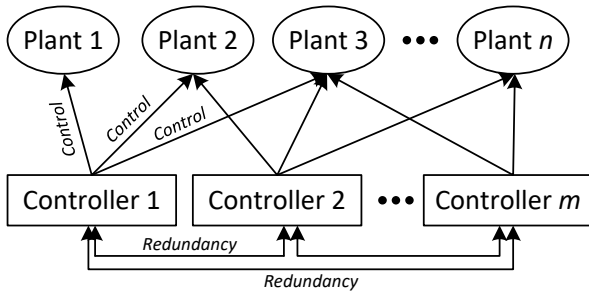 Plant 1
Plant 2
Plant 3
•••
Plant n
Control
Control
Control
Controller 1
Controller 2
•••
Controller m
Redundancy
Redundancy